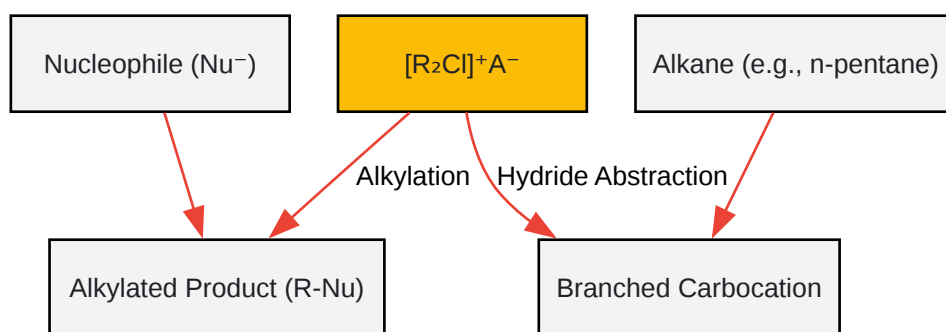 Nucleophile (Nu⁻)
[R₂Cl]⁺A⁻
Alkane (e.g., n-pentane)
Alkylation
Hydride Abstraction
Alkylated Product (R-Nu)
Branched Carbocation